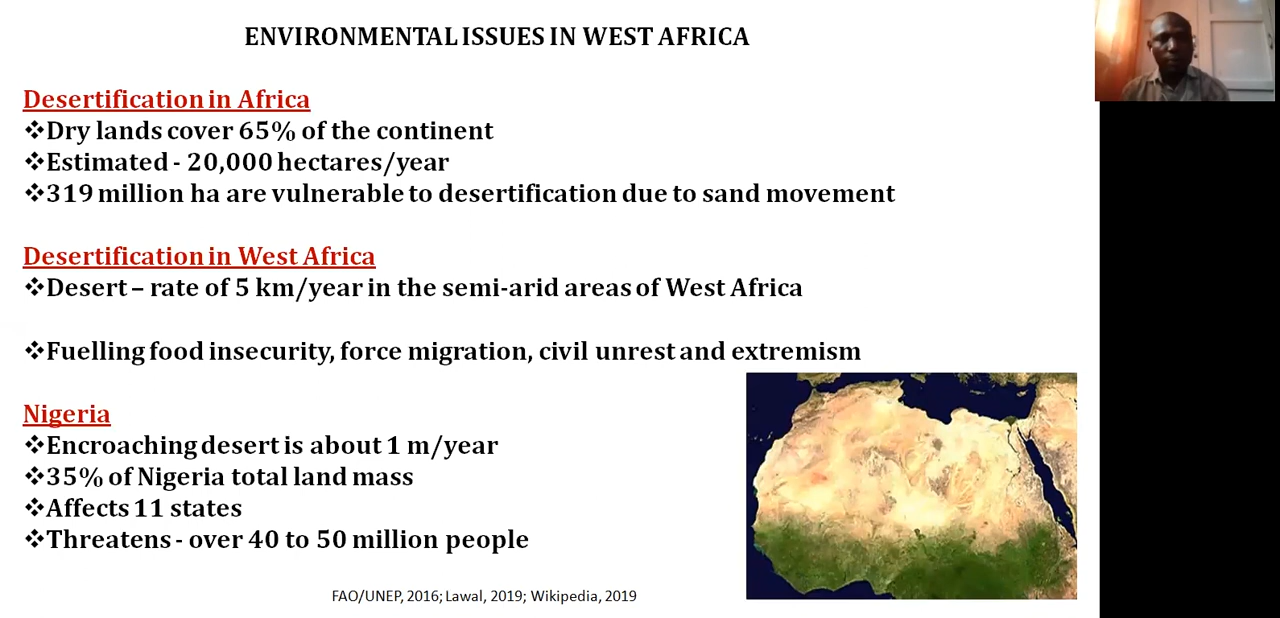 ENVIRONMENTAL ISSUES IN WEST AFRICA
Desertification in Africa
❖Dry lands cover 65% of the continent
❖Estimated - 20,000 hectares/year
❖319 million ha are vulnerable to desertification due to sand movement
Desertification in West Africa
❖Desert – rate of 5 km/year in the semi-arid areas of West Africa
❖Fuelling food insecurity, force migration, civil unrest and extremism
Nigeria
❖Encroaching desert is about 1 m/year
❖35% of Nigeria total land mass
❖Affects 11 states
❖Threatens - over 40 to 50 million people
FAO/UNEP, 2016; Lawal, 2019; Wikipedia, 2019